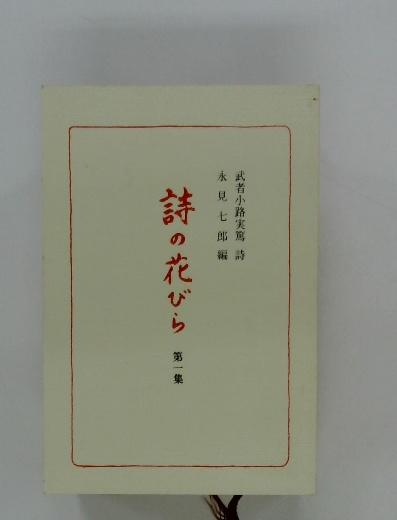 武者小路実篤 詩
永見七郎 編
詩の花びら
第一集